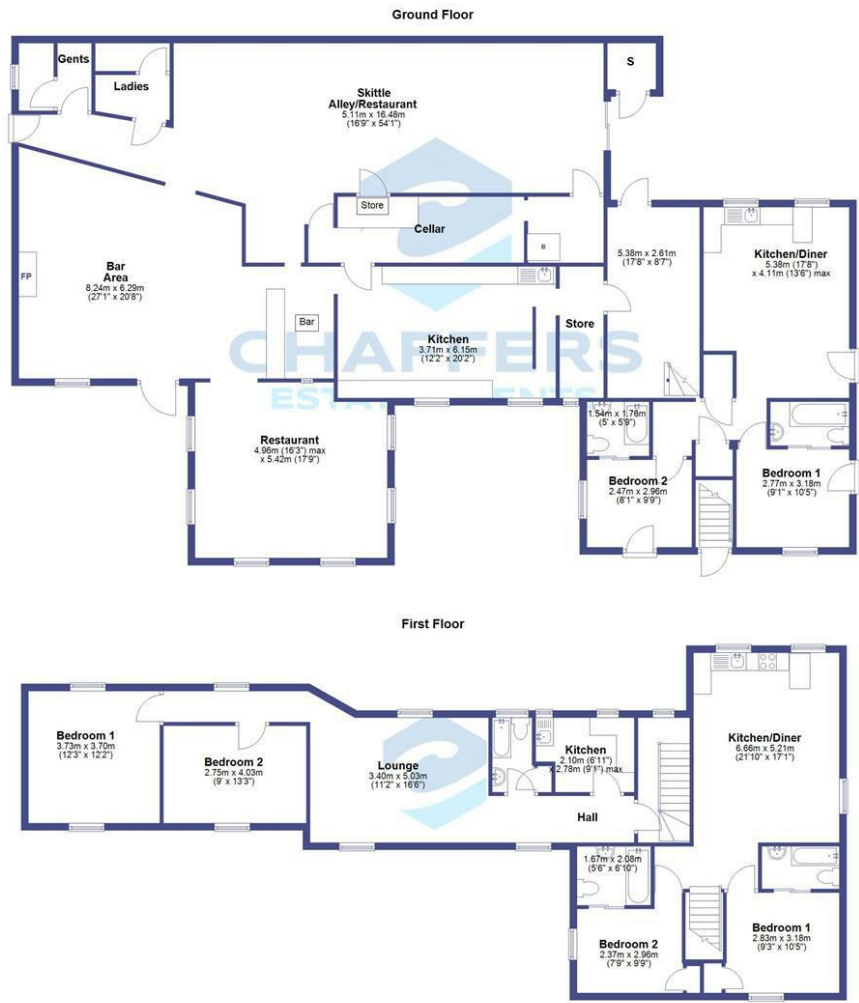 Ground Floor
Gents
Ladies
Skittle
Alley/Restaurant
5.11m x 16.48m
(16'9" x 54'1")
S
Store
Cellar
B
Bar
Area
8.24m x 6.29m
(27'1" x 20'8")
FP
Bar
Kitchen
3.71m x 6.15m
(12'2" x 20'2")
Store
5.38m x 2.61m
(17'8" x 8'7")
Kitchen/Diner
5.38m (17'8")
x 4.11m (13'6") max
CHAFFERS
Restaurant
4.96m (16'3") max
x 5.42m (17'9")
1.54m x 1.76m
(5' x 5'9")
Bedroom 2
2.47m x 2.96m
(8'1" x 9'9")
Bedroom 1
2.77m x 3.18m
(9'1" x 10'5")
First Floor
Bedroom 1
3.73m x 3.70m
(12'3" x 12'2")
Bedroom 2
2.75m x 4.03m
(9' x 13'3")
Lounge
3.40m x 5.03m
(11'2" x 16'6")
Kitchen
2.10m (6'11")
x 2.78m (9'1") max
Hall
Kitchen/Diner
6.66m x 5.21m
(21'10" x 17'1")
1.67m x 2.08m
(5'6" x 6'10")
Bedroom 2
2.37m x 2.96m
(7'9" x 9'9")
Bedroom 1
2.83m x 3.18m
(9'3" x 10'5")